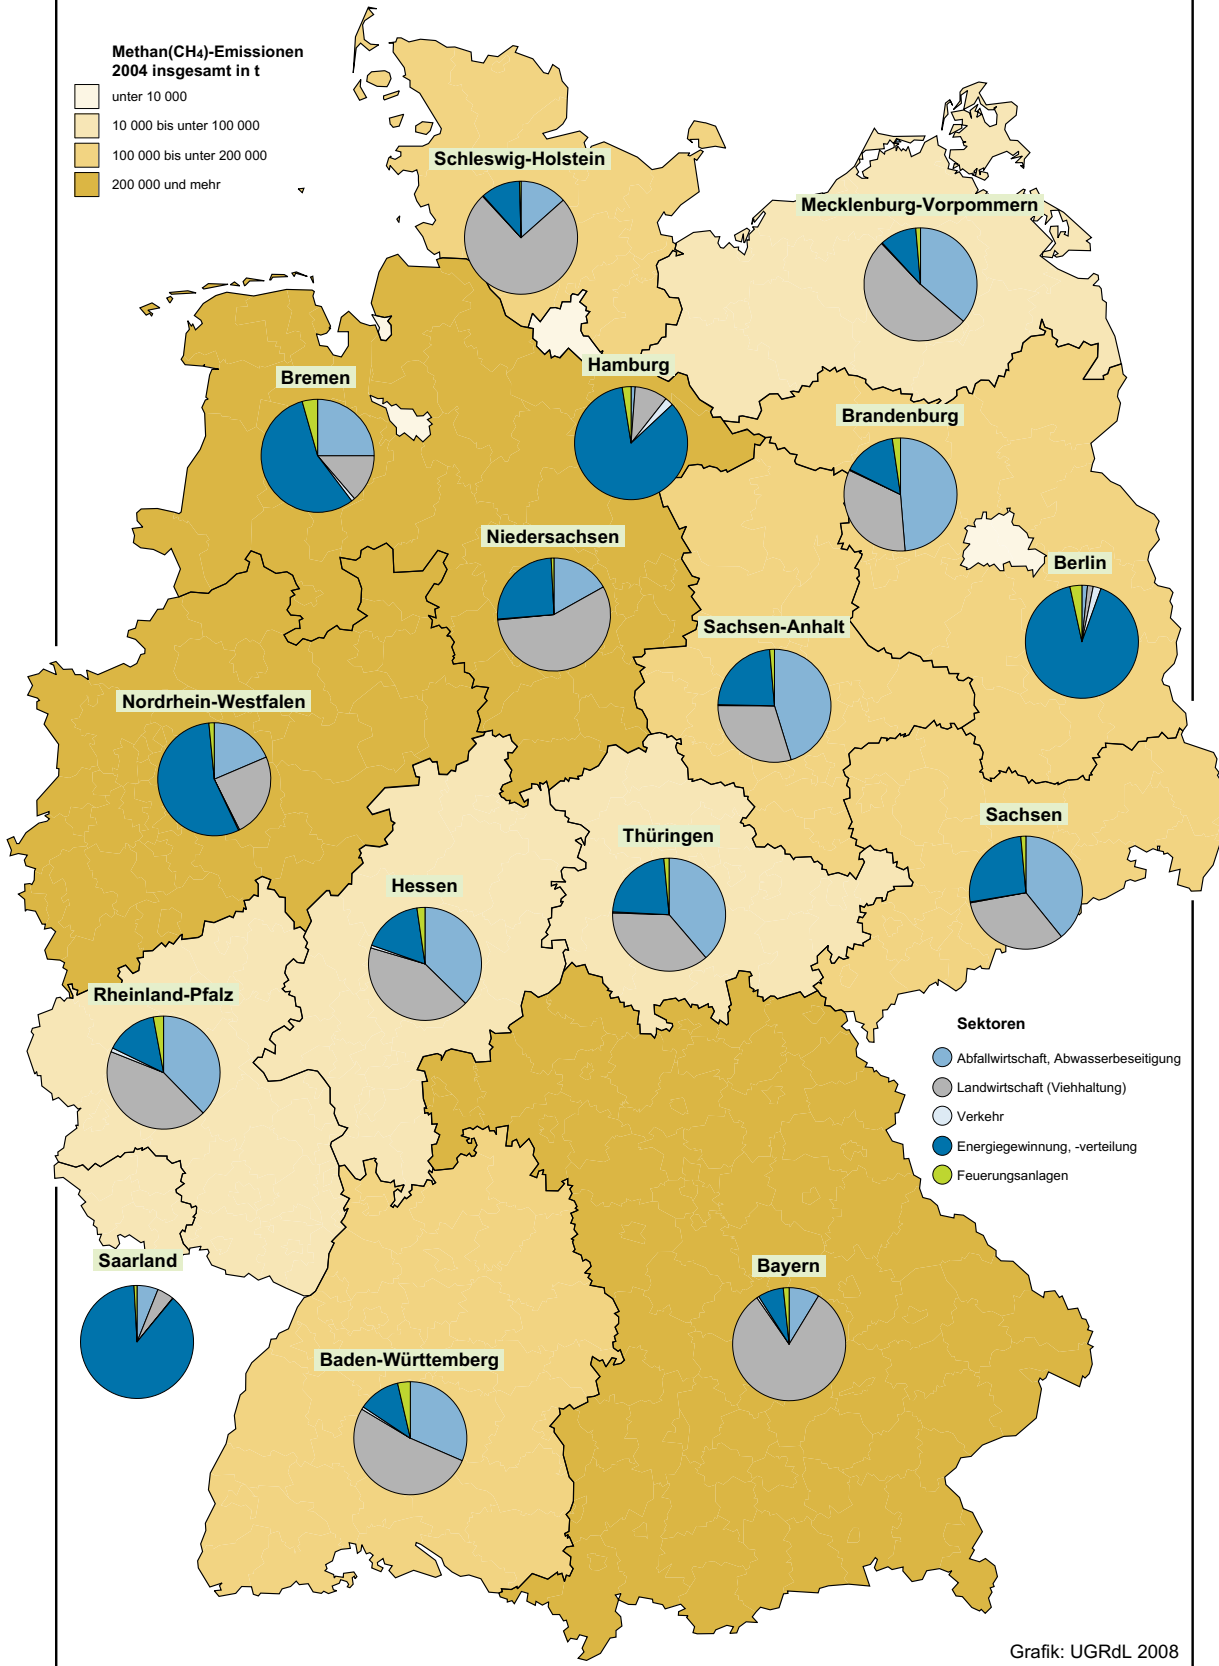 Methan(CH₄)-Emissionen
2004 insgesamt in t
unter 10 000
10 000 bis unter 100 000
100 000 bis unter 200 000
200 000 und mehr
Schleswig-Holstein
Mecklenburg-Vorpommern
Hamburg
Bremen
Brandenburg
Niedersachsen
Berlin
Sachsen-Anhalt
Nordrhein-Westfalen
Sachsen
Thüringen
Hessen
Rheinland-Pfalz
Sektoren
Abfallwirtschaft, Abwasserbeseitigung
Landwirtschaft (Viehhaltung)
Verkehr
Energiegewinnung, -verteilung
Feuerungsanlagen
Saarland
Bayern
Baden-Württemberg
Grafik: UGRdL 2008